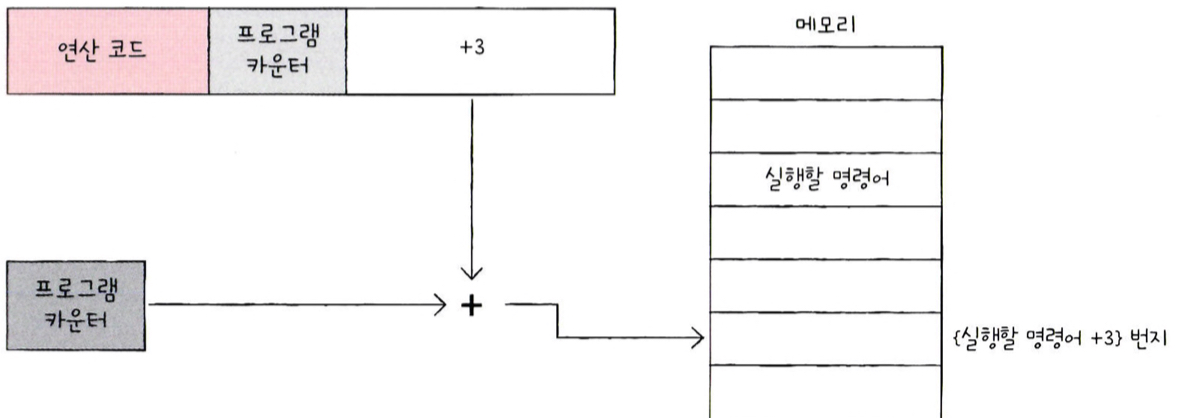 연산 코드
프로그램
카운터
+3
메모리
실행할 명령어
프로그램
카운터
+
{실행할 명령어 +3} 번지